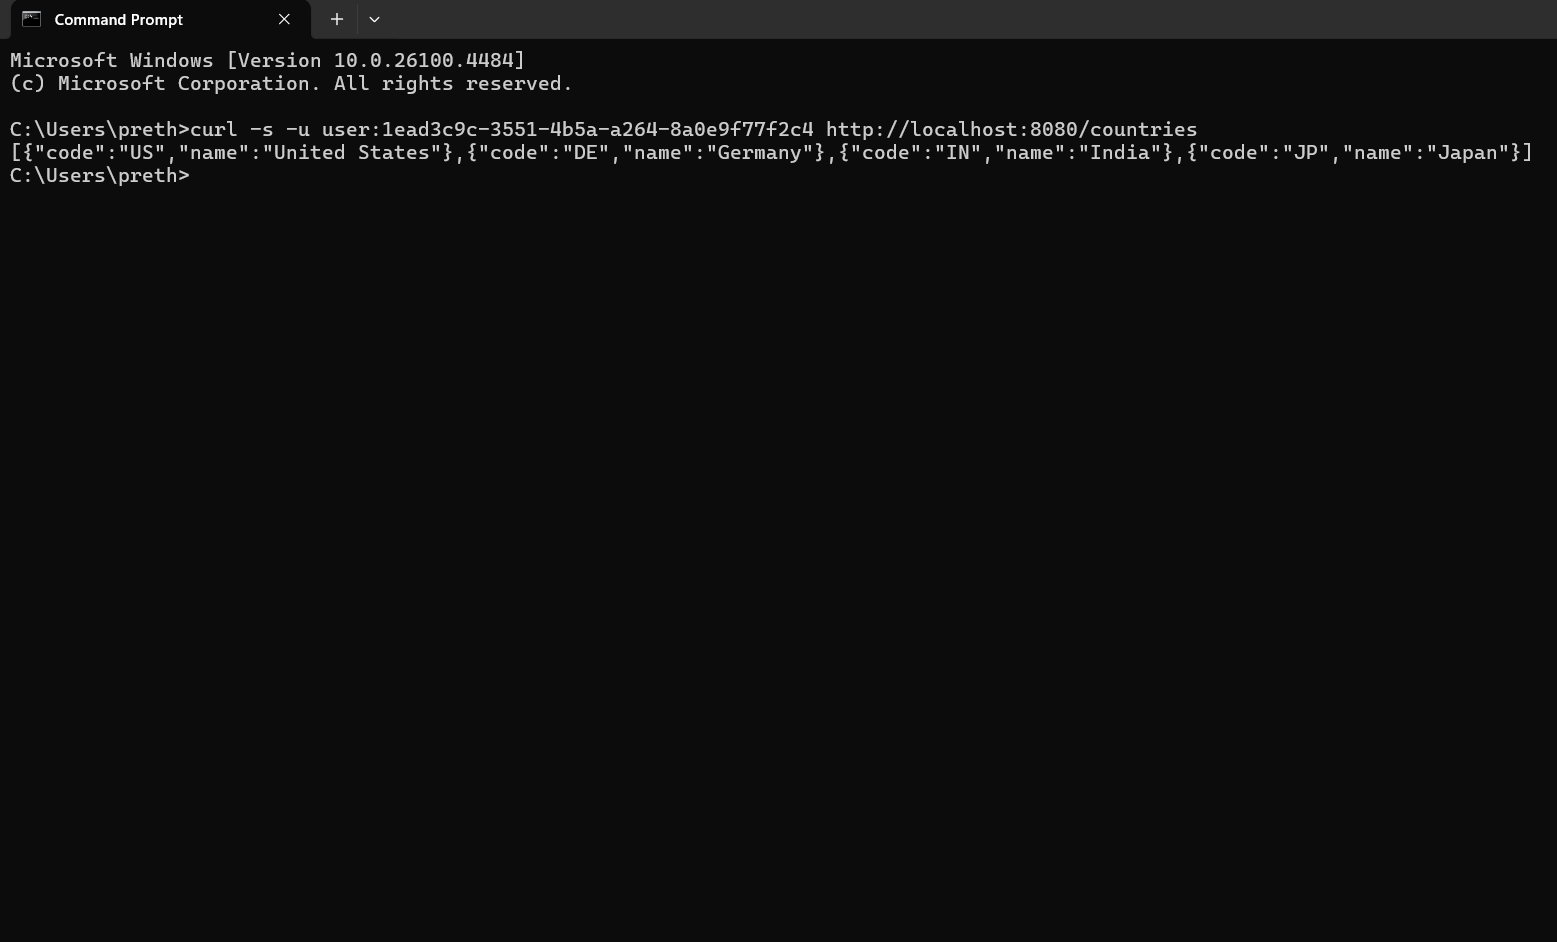 Command Prompt
Microsoft Windows [Version 10.0.26100.4484]
(c) Microsoft Corporation. All rights reserved.
C:\Users\preth>curl -s -u user:1ead3c9c-3551-4b5a-a264-8a0e9f77f2c4 http://localhost:8080/countries
[{"code":"US","name":"United States"},{"code":"DE","name":"Germany"},{"code":"IN","name":"India"},{"code":"JP","name":"Japan"}]
C:\Users\preth>